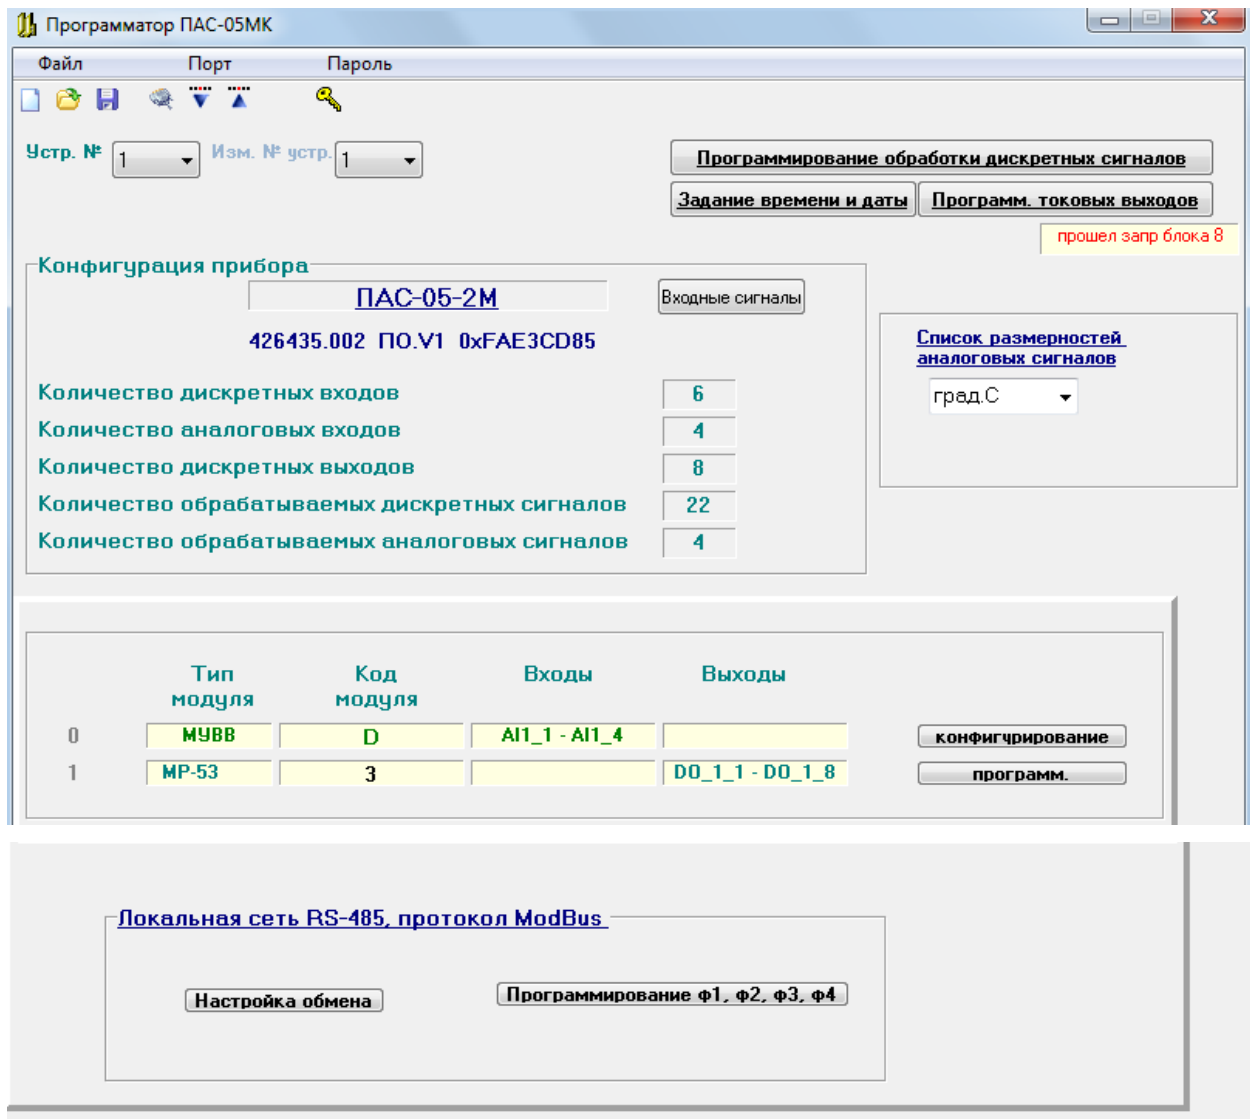 Программатор ПАС-05МК
Файл Порт Пароль
Устр. № 1 Изм. № устр. 1
Программирование обработки дискретных сигналов
Задание времени и даты Программ. токовых выходов
прошел запр блока 8
Конфигурация прибора
ПАС-05-2М Входные сигналы
426435.002 ПО.V1 0xFAE3CD85
Список размерностей
аналоговых сигналов
град.С
Количество дискретных входов 6
Количество аналоговых входов 4
Количество дискретных выходов 8
Количество обрабатываемых дискретных сигналов 22
Количество обрабатываемых аналоговых сигналов 4
Тип Код Входы Выходы
модуля модуля
0 МУВВ D AI1_1 - AI1_4 конфигурирование
1 МР-53 3 DO_1_1 - DO_1_8 программ.
Локальная сеть RS-485, протокол ModBus
Настройка обмена Программирование ф1, ф2, ф3, ф4